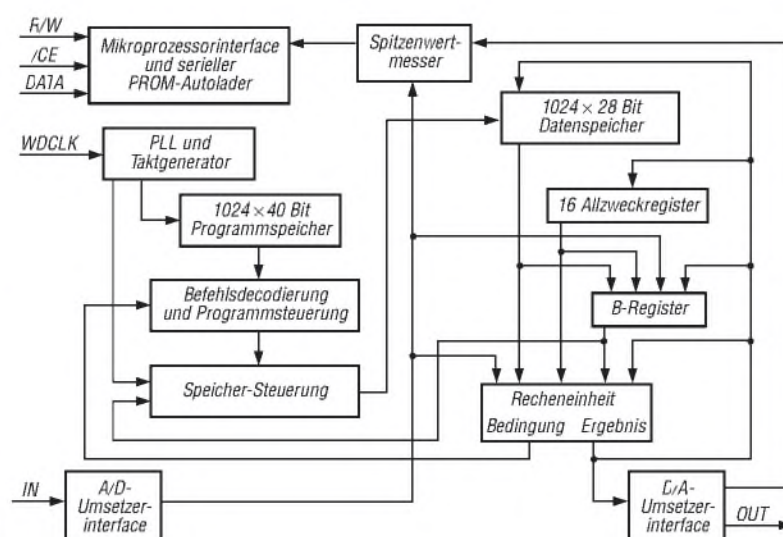 R/W
/CE
DATA
Mikroprozessorinterface
und serieller
PROM-Autolader
Spitzenwert-
messer
1024 × 28 Bit
Datenspeicher
WDCLK
PLL und
Taktgenerator
1024 × 40 Bit
Programmspeicher
16 Allzweckregister
Befehlsdecodierung
und Programmsteuerung
B-Register
Speicher-Steuerung
Recheneinheit
Bedingung Ergebnis
IN
A/D-
Umsetzer-
interface
D/A-
Umsetzer-
interface
OUT